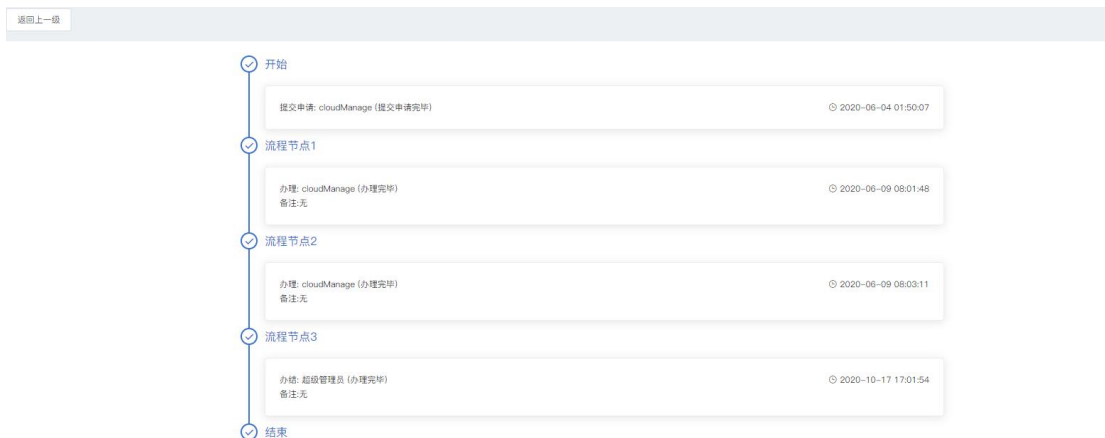 返回上一级
开始
提交申请: cloudManage (提交申请完毕)
2020-06-04 01:50:07
流程节点1
办理: cloudManage (办理完毕)
2020-06-09 08:01:48
备注:无
流程节点2
办理: cloudManage (办理完毕)
2020-06-09 08:03:11
备注:无
流程节点3
办结: 超级管理员 (办理完毕)
2020-10-17 17:01:54
备注:无
结束